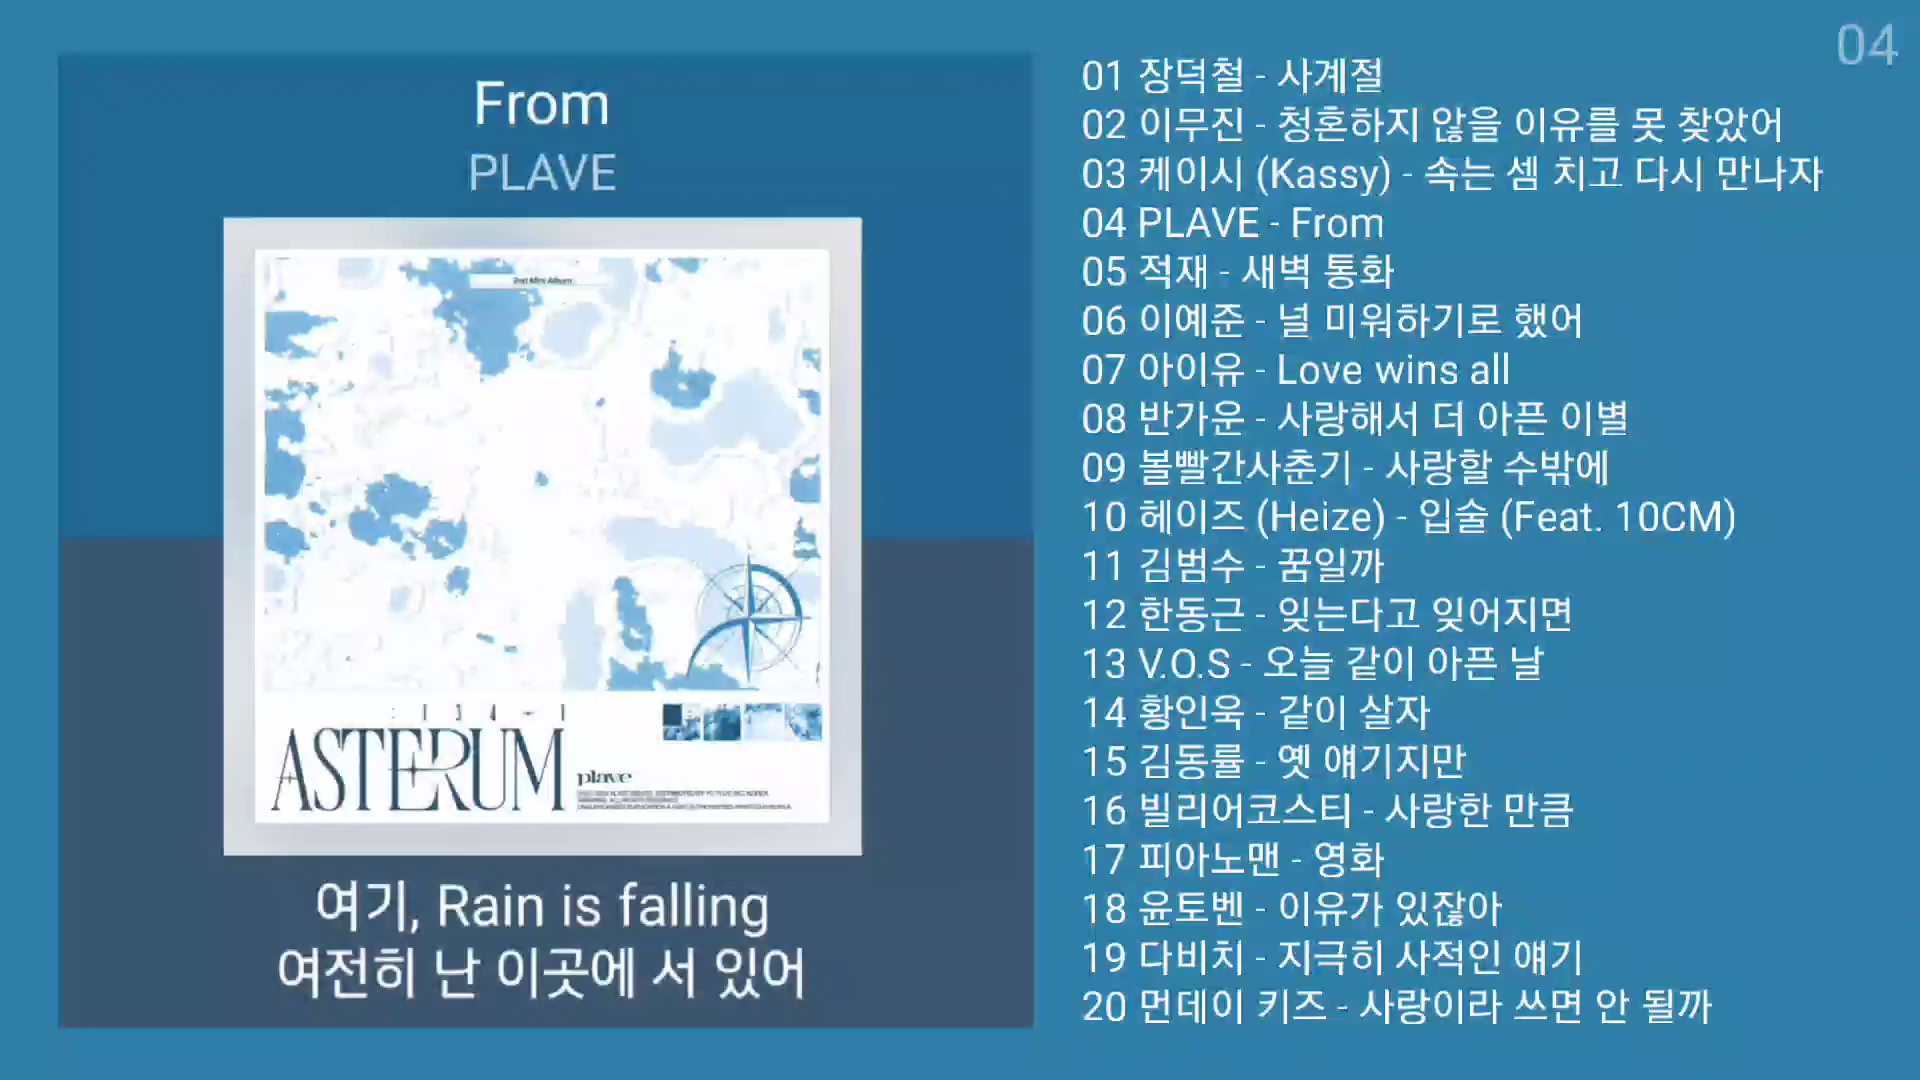 04
From
PLAVE
2nd Mini Album
: 134 - 1
ASTERUM
plave
여기, Rain is falling
여전히 난 이곳에 서 있어
01 장덕철 - 사계절
02 이무진 - 청혼하지 않을 이유를 못 찾았어
03 케이시 (Kassy) - 속는 셈 치고 다시 만나자
04 PLAVE - From
05 적재 - 새벽 통화
06 이예준 - 널 미워하기로 했어
07 아이유 - Love wins all
08 반가운 - 사랑해서 더 아픈 이별
09 볼빨간사춘기 - 사랑할 수밖에
10 헤이즈 (Heize) - 입술 (Feat. 10CM)
11 김범수 - 꿈일까
12 한동근 - 잊는다고 잊어지면
13 V.O.S - 오늘 같이 아픈 날
14 황인욱 - 같이 살자
15 김동률 - 옛 얘기지만
16 빌리어코스티 - 사랑한 만큼
17 피아노맨 - 영화
18 윤토벤 - 이유가 있잖아
19 다비치 - 지극히 사적인 얘기
20 먼데이 키즈 - 사랑이라 쓰면 안 될까